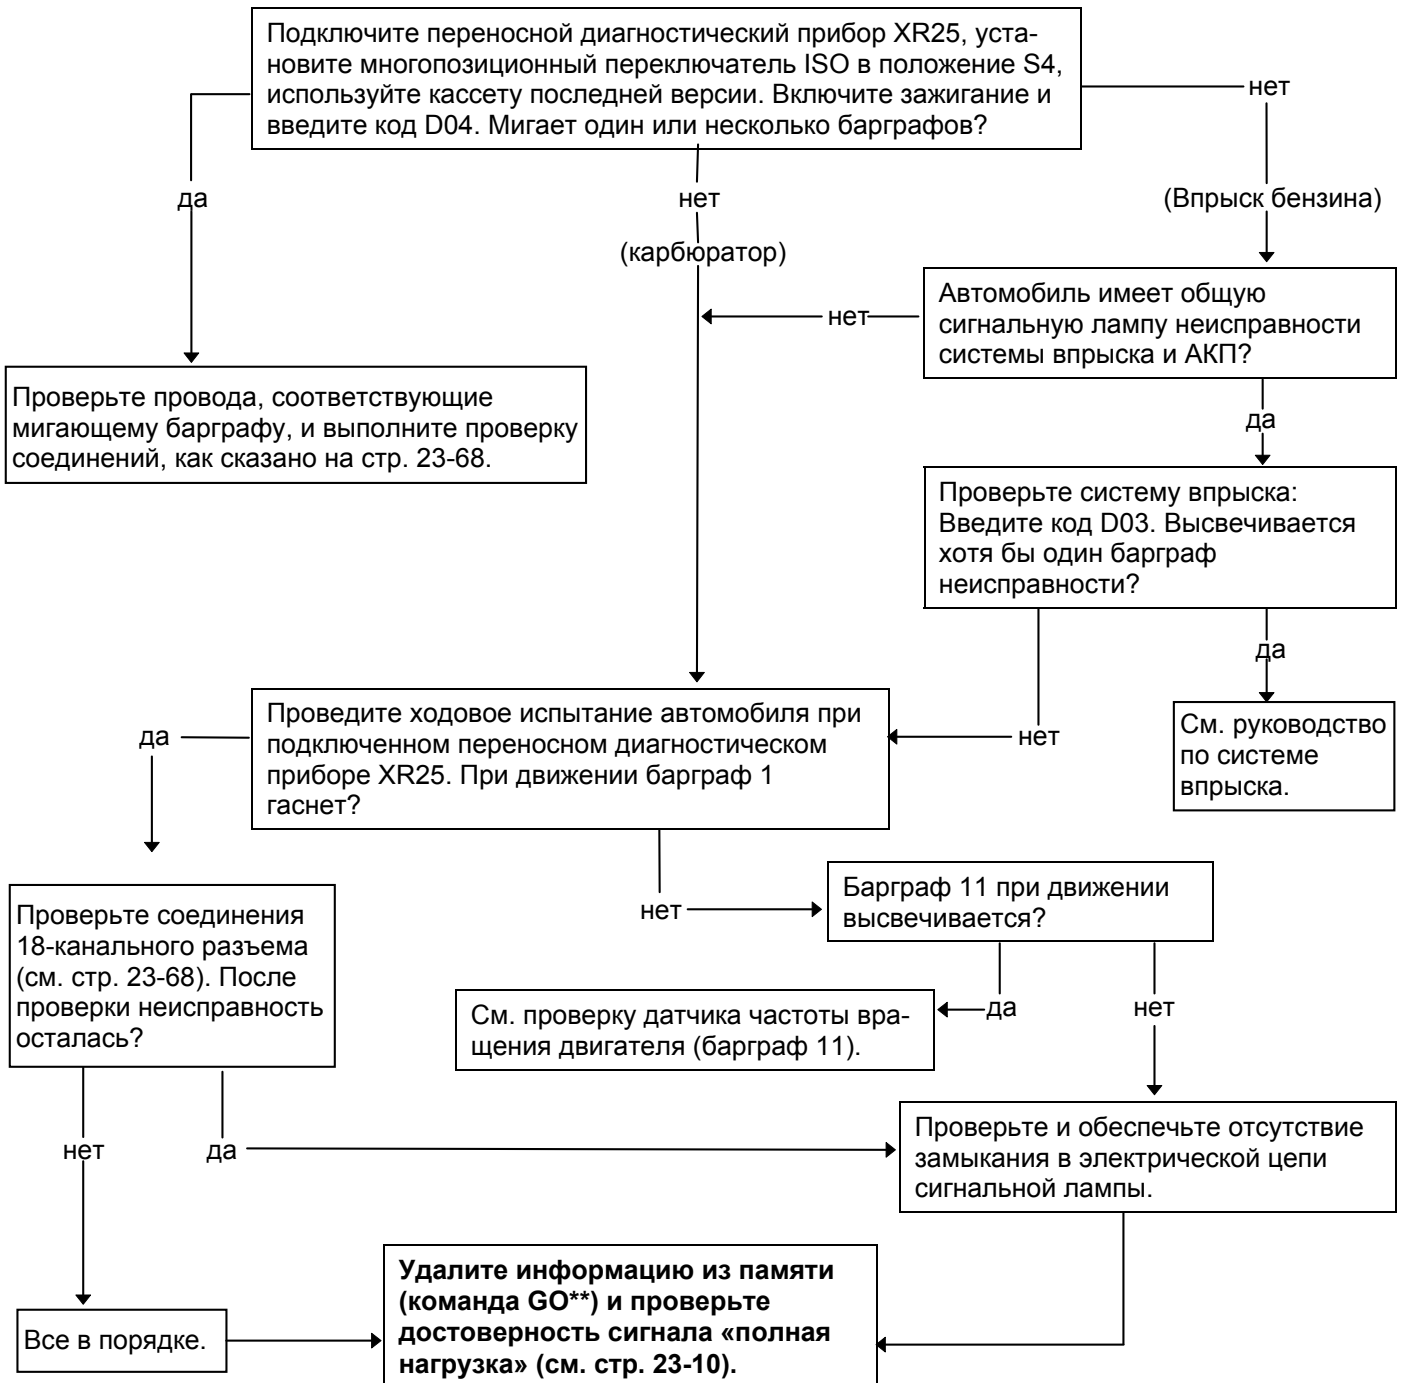 Подключите переносной диагностический прибор XR25, уста-
новите многопозиционный переключатель ISO в положение S4,
используйте кассету последней версии. Включите зажигание и
введите код D04. Мигает один или несколько барграфов?
нет
да
нет
(Впрыск бензина)
(карбюратор)
Автомобиль имеет общую
сигнальную лампу неисправности
системы впрыска и АКП?
нет
Проверьте провода, соответствующие
мигающему барграфу, и выполните проверку
соединений, как сказано на стр. 23-68.
да
Проверьте систему впрыска:
Введите код D03. Высвечивается
хотя бы один барграф
неисправности?
да
См. руководство
по системе
впрыска.
нет
Проведите ходовое испытание автомобиля при
подключенном переносном диагностическом
приборе XR25. При движении барграф 1
гаснет?
да
нет
Барграф 11 при движении
высвечивается?
Проверьте соединения
18-канального разъема
(см. стр. 23-68). После
проверки неисправность
осталась?
да
нет
См. проверку датчика частоты вра-
щения двигателя (барграф 11).
нет
да
Проверьте и обеспечьте отсутствие
замыкания в электрической цепи
сигнальной лампы.
Все в порядке.
Удалите информацию из памяти
(команда GO**) и проверьте
достоверность сигнала «полная
нагрузка» (см. стр. 23-10).